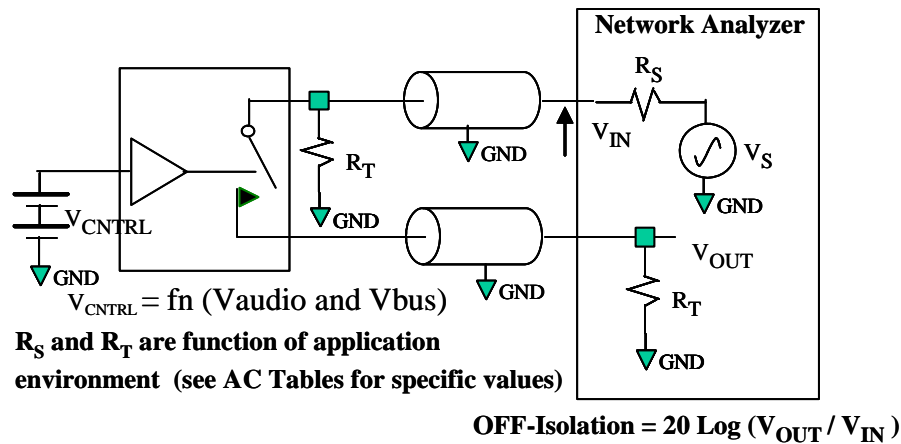 Network Analyzer
R_S
V_IN
V_S
GND
GND
R_T
GND
V_CNTRL
GND
GND
V_OUT
R_T
GND
V_CNTRL = fn (Vaudio and Vbus)
R_S and R_T are function of application
environment (see AC Tables for specific values)
OFF-Isolation = 20 Log (V_OUT / V_IN )